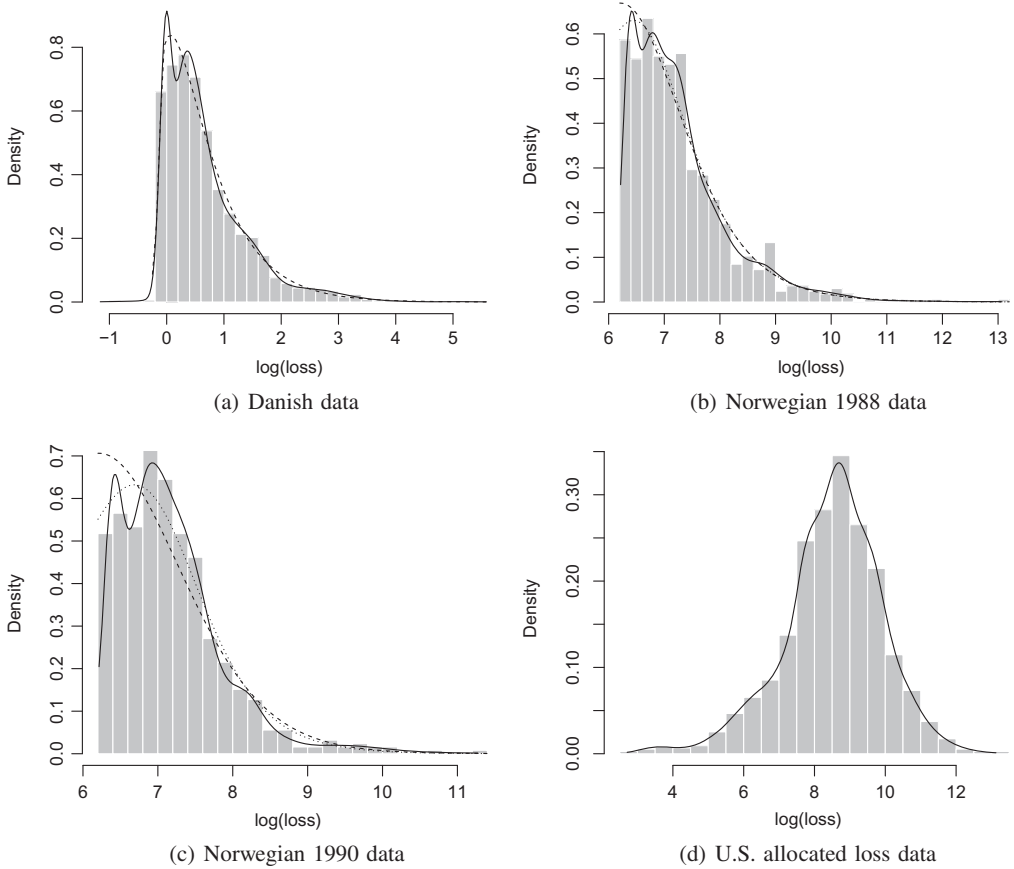 Density
0.0 0.2 0.4 0.6 0.8
−1 0 1 2 3 4 5
log(loss)
(a) Danish data
Density
0.0 0.1 0.2 0.3 0.4 0.5 0.6
6 7 8 9 10 11 12 13
log(loss)
(b) Norwegian 1988 data
Density
0.0 0.1 0.2 0.3 0.4 0.5 0.6 0.7
6 7 8 9 10 11
log(loss)
(c) Norwegian 1990 data
Density
0.00 0.10 0.20 0.30
4 6 8 10 12
log(loss)
(d) U.S. allocated loss data